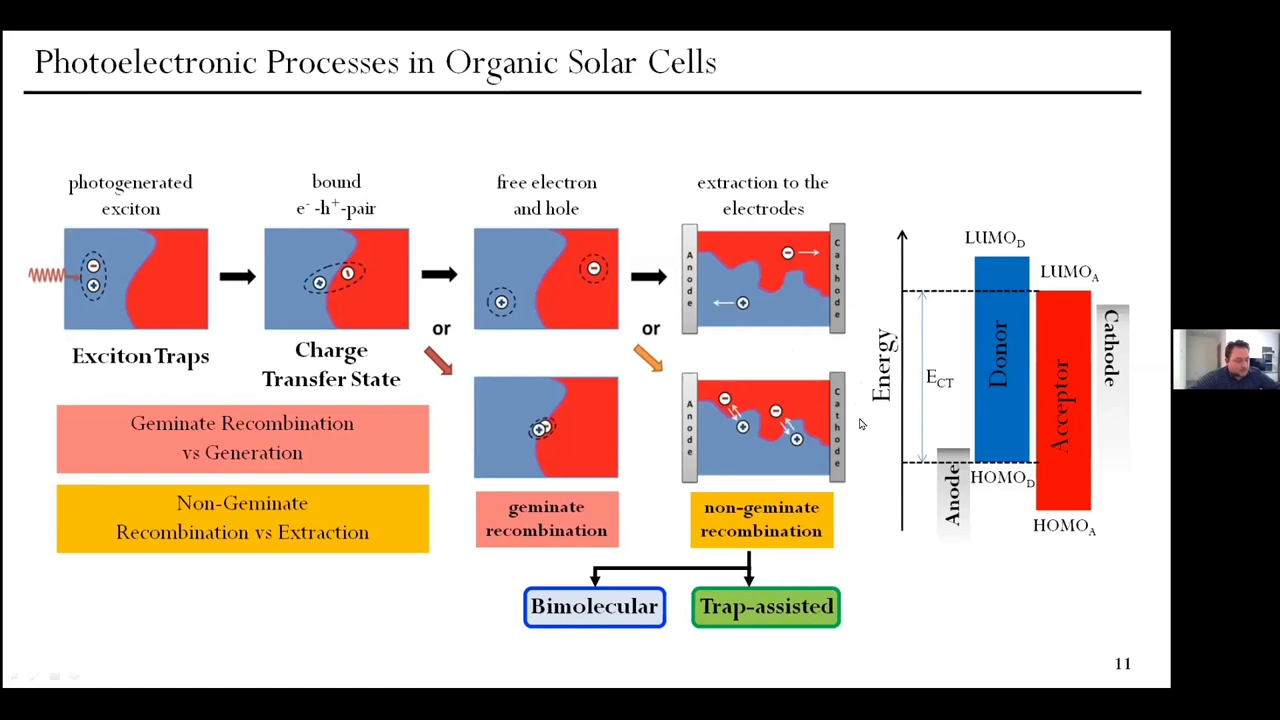 Photoelectronic Processes in Organic Solar Cells
photogenerated
exciton
bound
e⁻-h⁺-pair
free electron
and hole
extraction to the
electrodes
Anode
Cathode
or
or
Exciton Traps
Charge
Transfer State
Geminate Recombination
vs Generation
Non-Geminate
Recombination vs Extraction
Anode
Cathode
geminate
recombination
non-geminate
recombination
Bimolecular
Trap-assisted
Energy
LUMO_D
LUMO_A
E_CT
Donor
Acceptor
Cathode
Anode
HOMO_D
HOMO_A
11